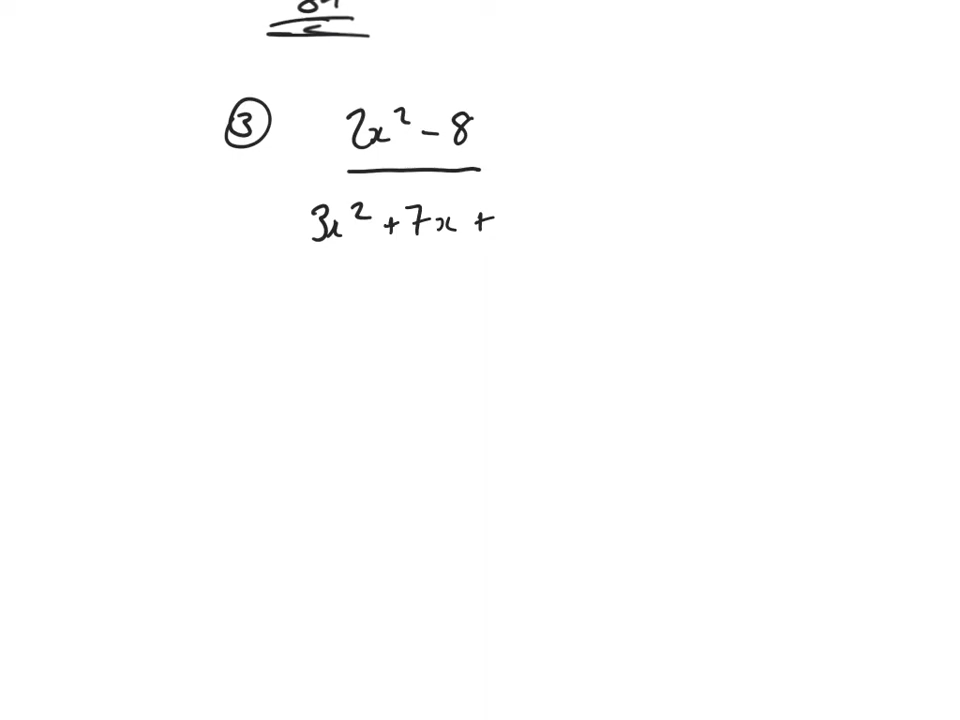 ③ 2x² - 8
3x² + 7x +